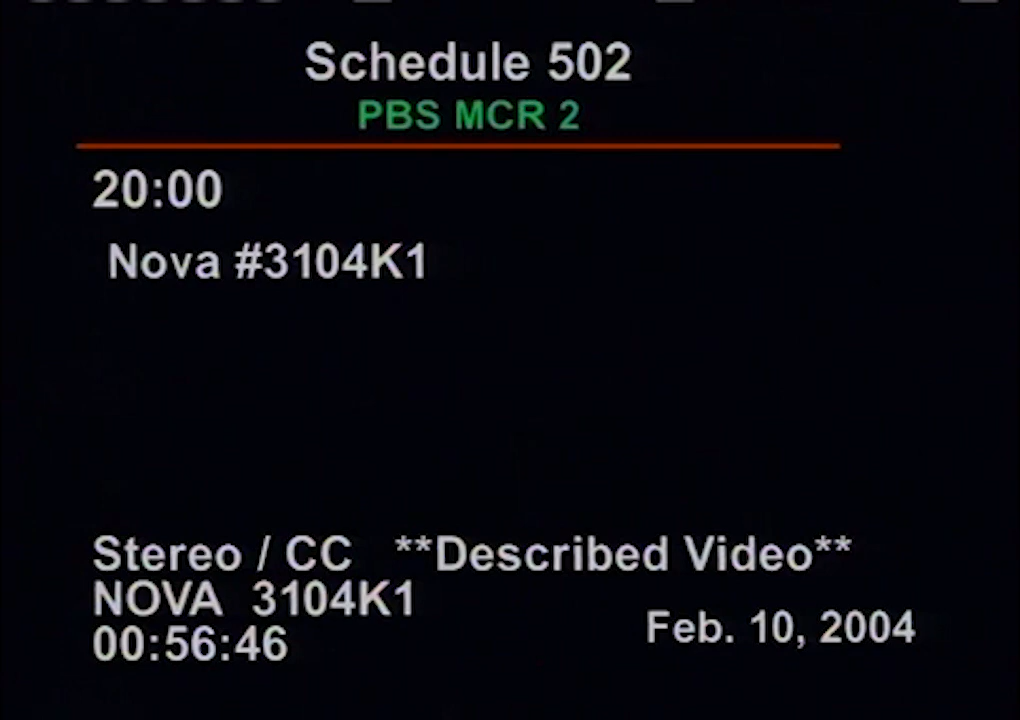 Schedule 502
PBS MCR 2
20:00
Nova #3104K1
Stereo / CC   **Described Video**
NOVA  3104K1
00:56:46
Feb. 10, 2004